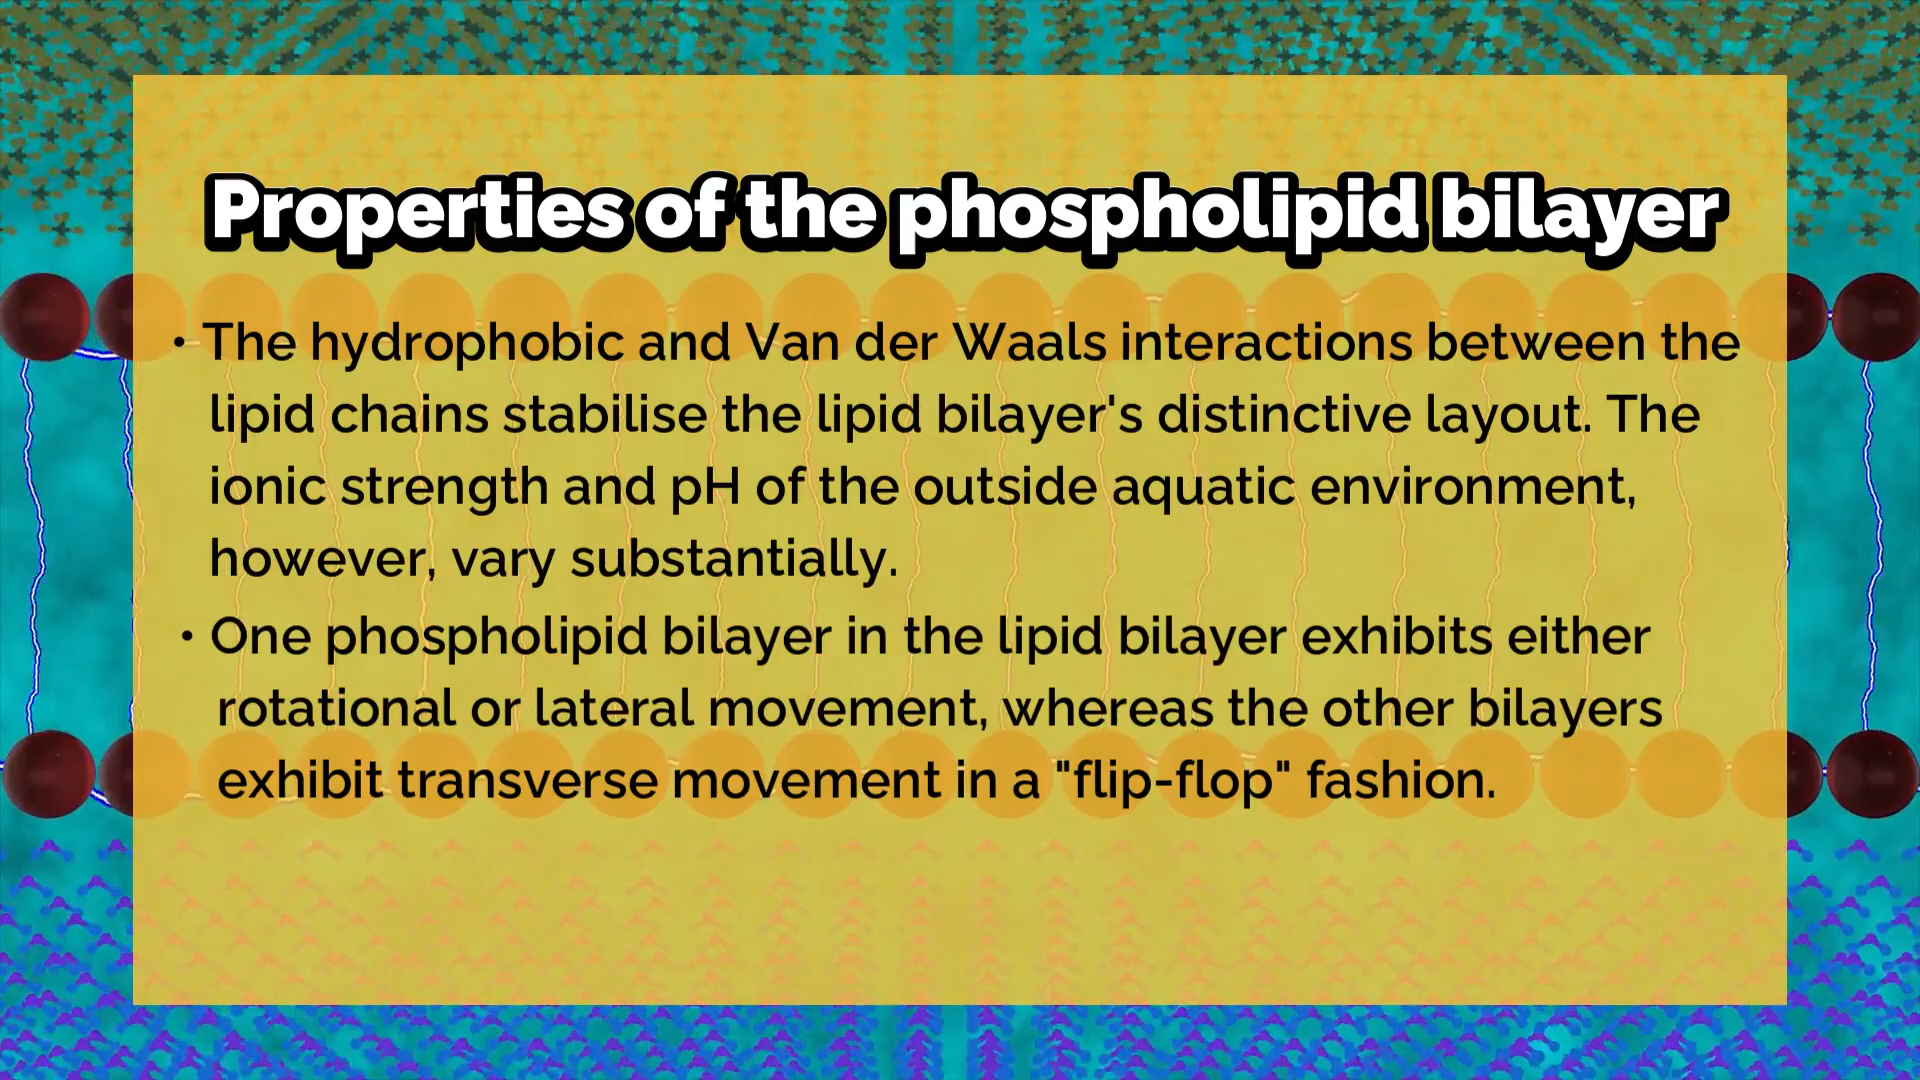 Properties of the phospholipid bilayer
• The hydrophobic and Van der Waals interactions between the
lipid chains stabilise the lipid bilayer's distinctive layout. The
ionic strength and pH of the outside aquatic environment,
however, vary substantially.
• One phospholipid bilayer in the lipid bilayer exhibits either
rotational or lateral movement, whereas the other bilayers
exhibit transverse movement in a "flip-flop" fashion.